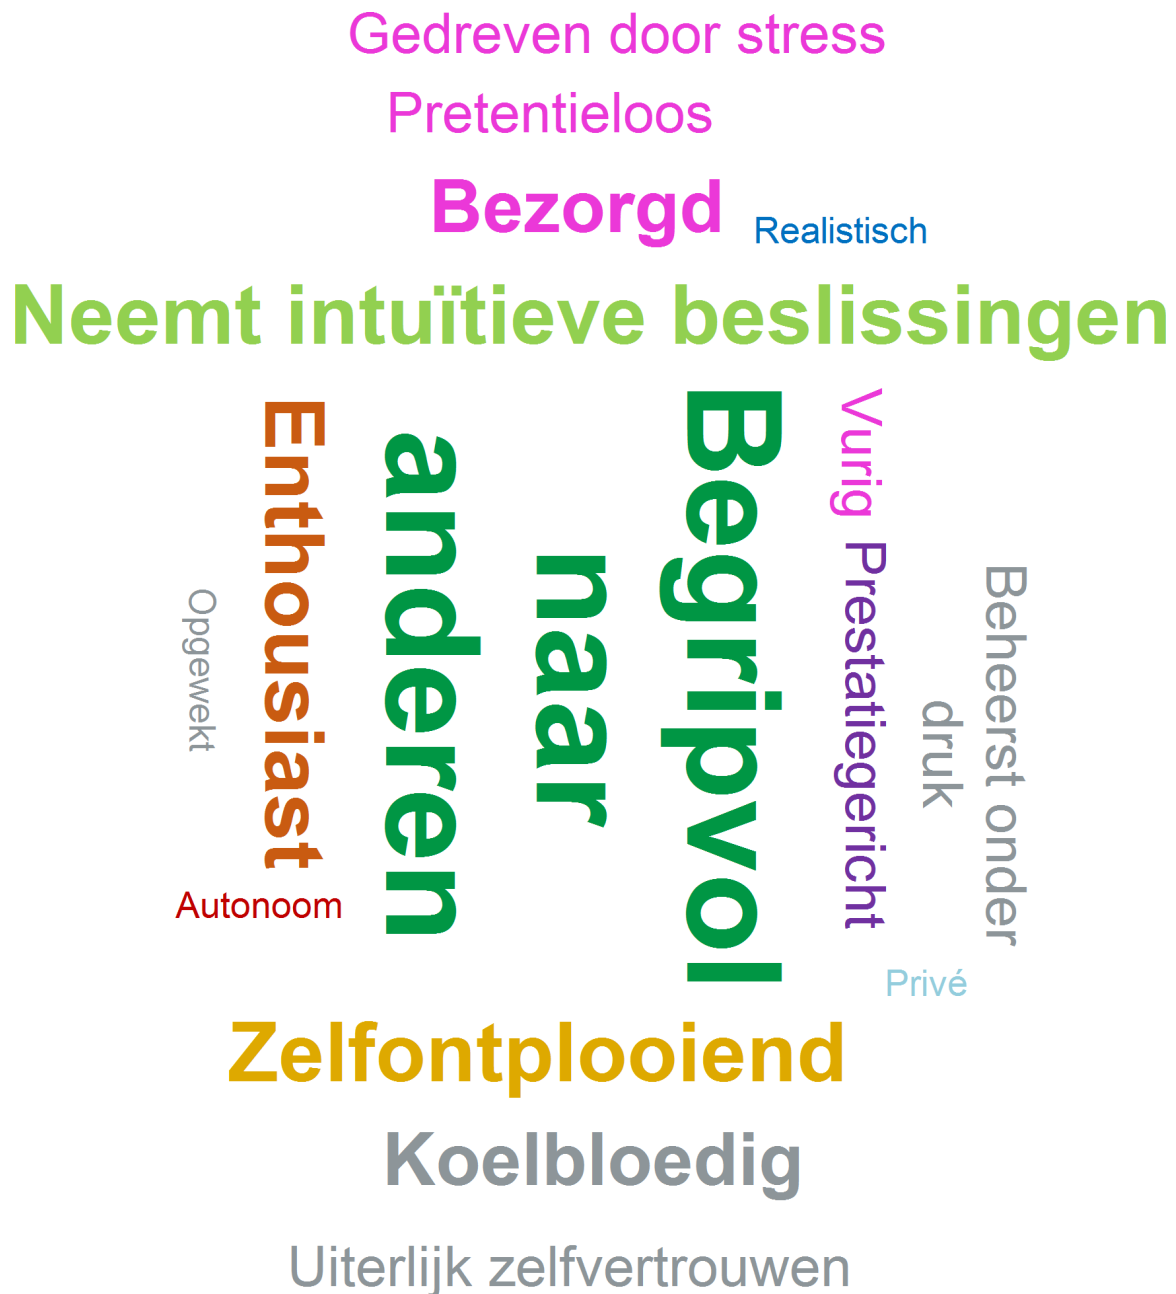 Gedreven door stress
Pretentieloos
Bezorgd
Realistisch
Neemt intuïtieve beslissingen
Opgewekt
Enthousiast
Begripvol
naar
anderen
Vurig
Prestatiegericht
Beheerst onder
druk
Autonoom
Privé
Zelfontplooiend
Koelbloedig
Uiterlijk zelfvertrouwen